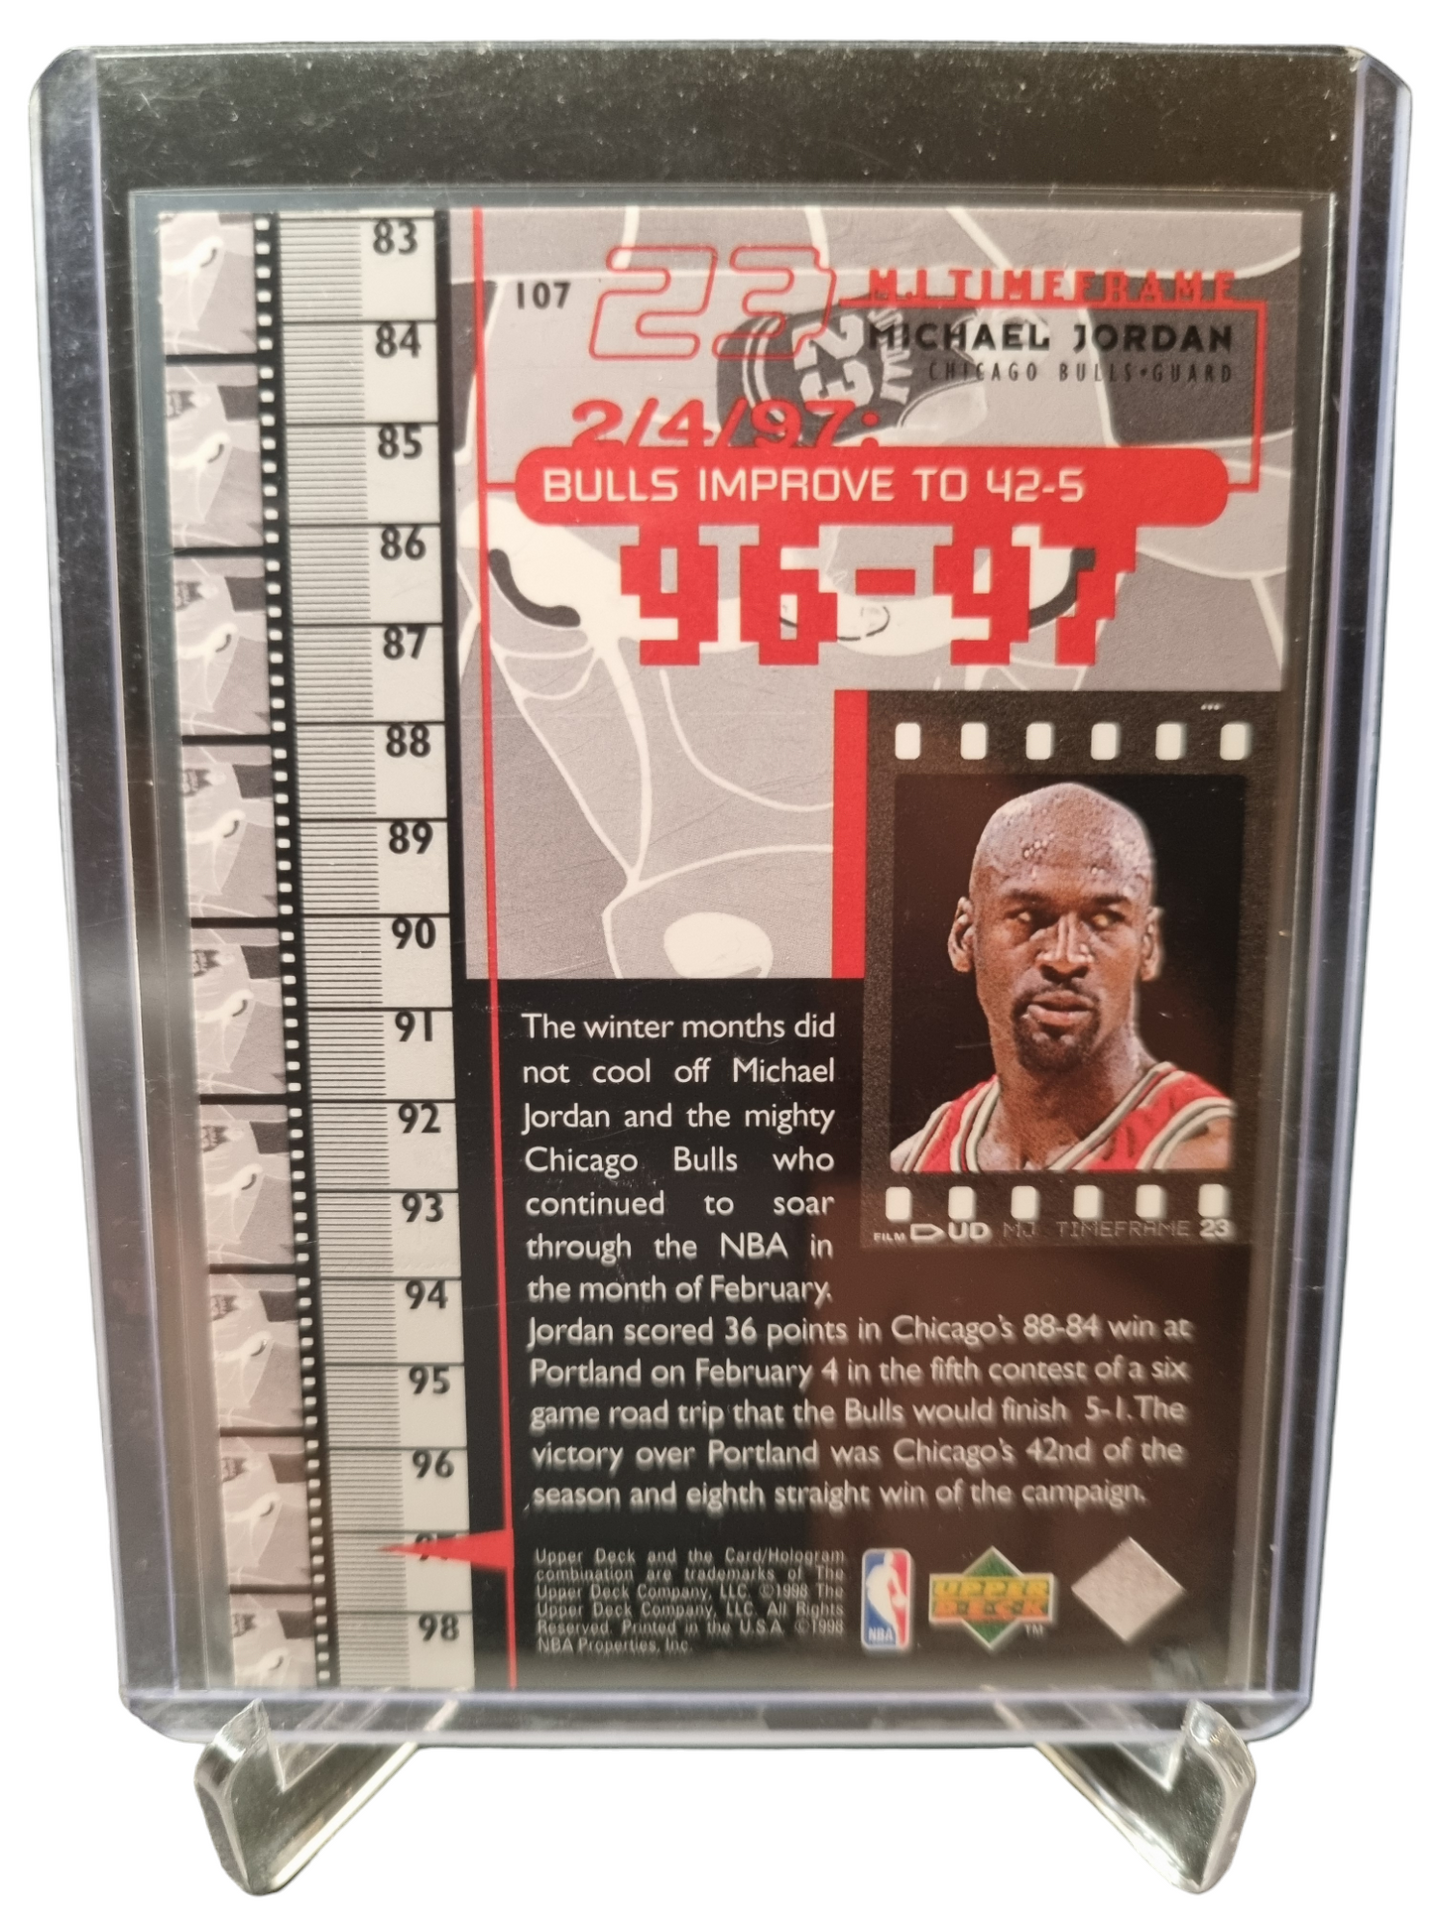 83
84
85
86
87
88
89
90
91
92
93
94
95
96
97
98
107
23
M.J. TIMEFRAME
MICHAEL JORDAN
CHICAGO BULLS•GUARD
2/4/97:
BULLS IMPROVE TO 42-5
96-97
23
The winter months did
not cool off Michael
Jordan and the mighty
Chicago Bulls who
continued to soar
through the NBA in
the month of February.
Jordan scored 36 points in Chicago's 88-84 win at
Portland on February 4 in the fifth contest of a six
game road trip that the Bulls would finish 5-1. The
victory over Portland was Chicago's 42nd of the
season and eighth straight win of the campaign.
FILM UD MJ TIMEFRAME 23
Upper Deck and the Card/Hologram
combination are trademarks of The
Upper Deck Company, LLC. ©1998 The
Upper Deck Company, LLC. All Rights
Reserved. Printed in the U.S.A. ©1998
NBA Properties, Inc.
NBA
UPPER
DECK
TM